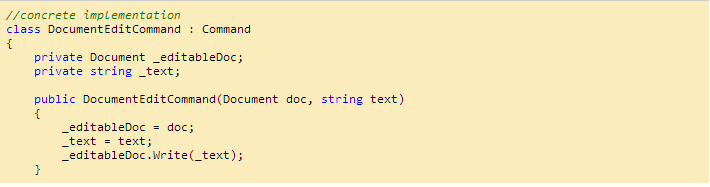 //concrete implementation
class DocumentEditCommand : Command
{
    private Document _editableDoc;
    private string _text;

    public DocumentEditCommand(Document doc, string text)
    {
        _editableDoc = doc;
        _text = text;
        _editableDoc.Write(_text);
    }